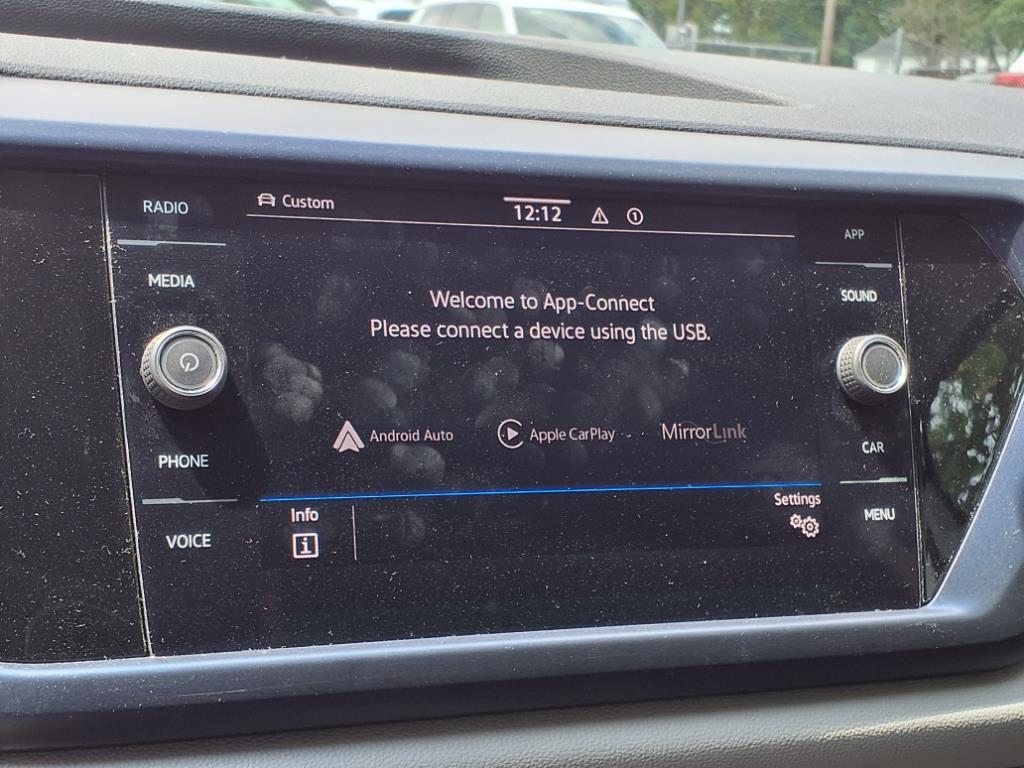 RADIO
MEDIA
PHONE
VOICE
Custom
12:12
1
Welcome to App-Connect
Please connect a device using the USB.
Android Auto
Apple CarPlay
MirrorLink
Info
i
Settings
APP
SOUND
CAR
MENU